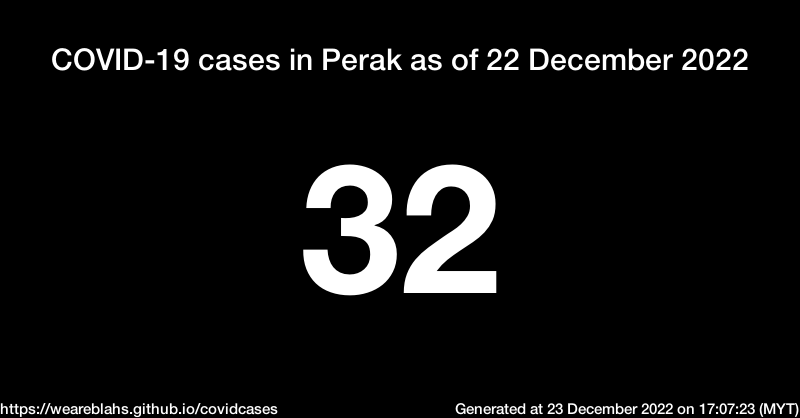 COVID-19 cases in Perak as of 22 December 2022
32
https://weareblahs.github.io/covidcases
Generated at 23 December 2022 on 17:07:23 (MYT)